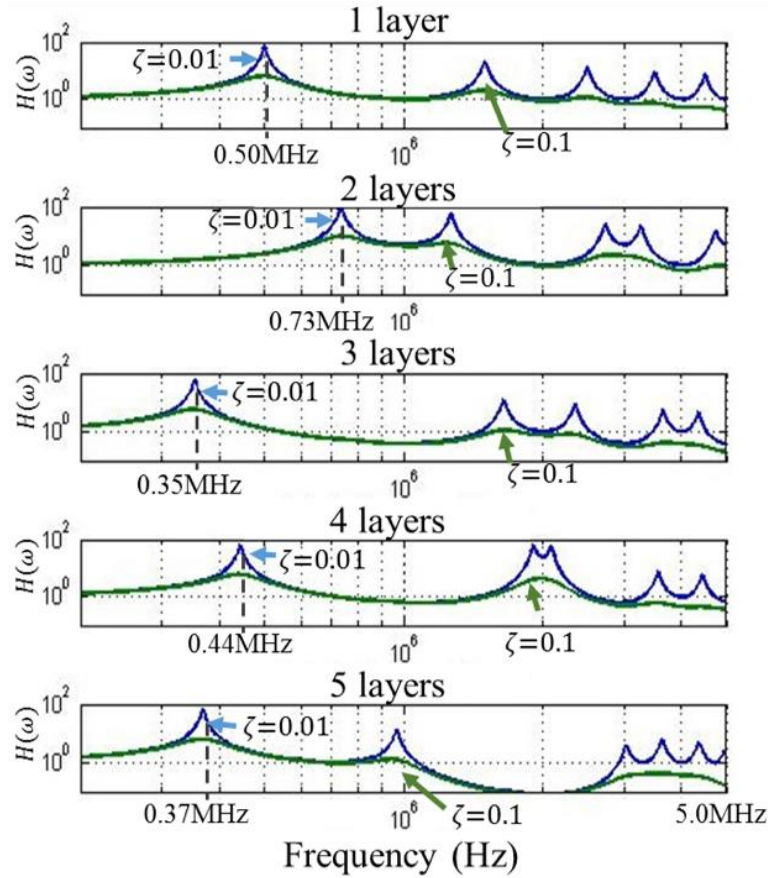 1 layer
10²
H(ω)
ζ=0.01
10⁰
0.50MHz
10⁶
ζ=0.1
2 layers
10²
H(ω)
ζ=0.01
10⁰
ζ=0.1
0.73MHz
10⁶
3 layers
10²
H(ω)
ζ=0.01
10⁰
0.35MHz
10⁶
ζ=0.1
4 layers
10²
H(ω)
ζ=0.01
10⁰
0.44MHz
10⁶
ζ=0.1
5 layers
10²
H(ω)
ζ=0.01
10⁰
0.37MHz
10⁶
ζ=0.1
5.0MHz
Frequency (Hz)